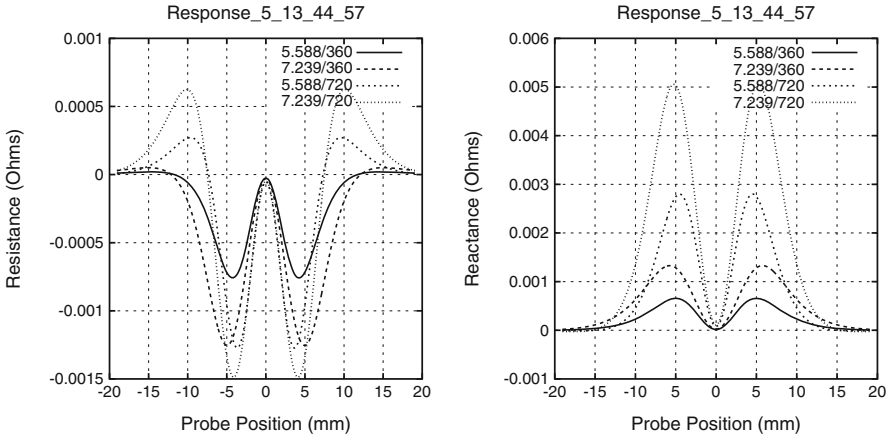 Response_5_13_44_57
5.588/360
7.239/360
5.588/720
7.239/720
0.001
0.0005
0
-0.0005
-0.001
-0.0015
Resistance (Ohms)
-20 -15 -10 -5 0 5 10 15 20
Probe Position (mm)
Response_5_13_44_57
5.588/360
7.239/360
5.588/720
7.239/720
0.006
0.005
0.004
0.003
0.002
0.001
0
-0.001
Reactance (Ohms)
-20 -15 -10 -5 0 5 10 15 20
Probe Position (mm)